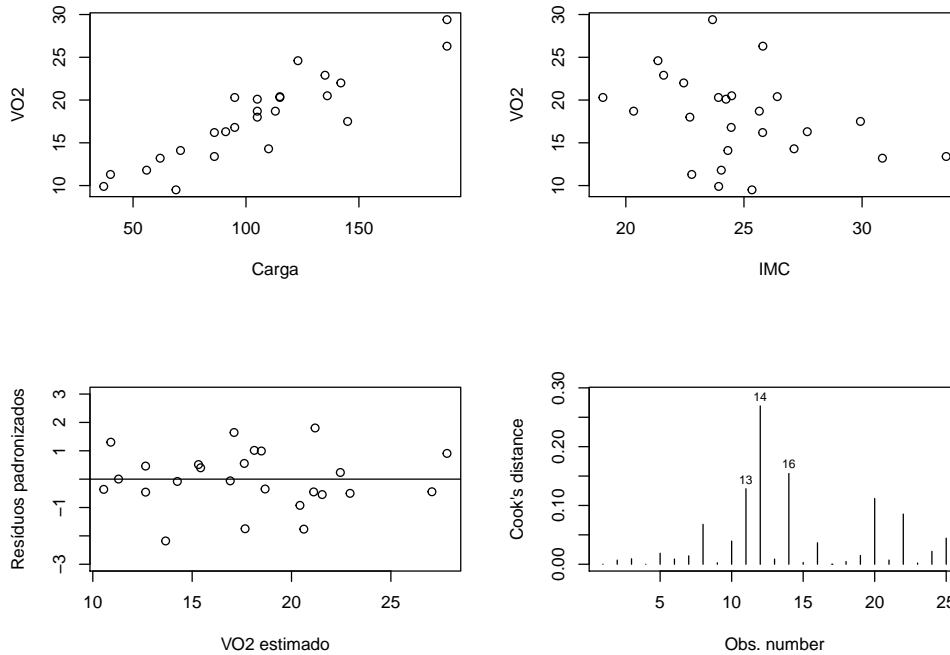 VO2
10 15 20 25 30
50 100 150
Carga
VO2
10 15 20 25 30
20 25 30
IMC
Resíduos padronizados
−3 −1 1 3
10 15 20 25
VO2 estimado
Cook's distance
0.00 0.10 0.20 0.30
14
16
13
5 10 15 20 25
Obs. number